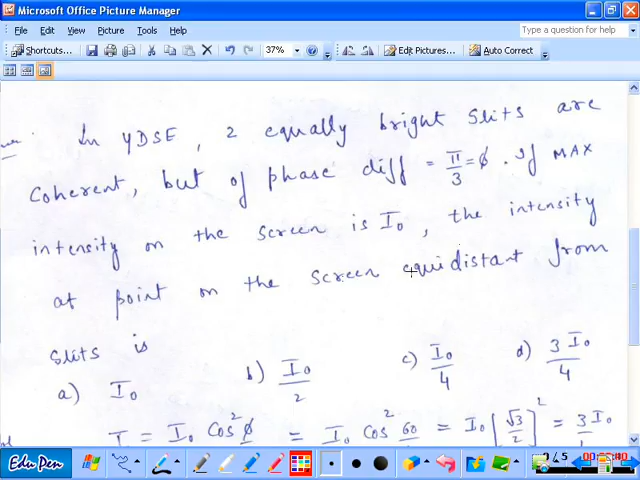 Microsoft Office Picture Manager
File Edit View Picture Tools Help
Type a question for help
Shortcuts... 37% Edit Pictures... Auto Correct
In YDSE, 2 equally bright slits are
coherent, but of phase diff = π/3 = ϕ. If MAX
intensity on the screen is I₀, the intensity
at point on the screen equidistant from
slits is
a) I₀ b) I₀/2 c) I₀/4 d) 3I₀/4
I = I₀ cos² ϕ = I₀ cos² 60 = I₀ [√3/2]² = 3I₀
Edu Pen